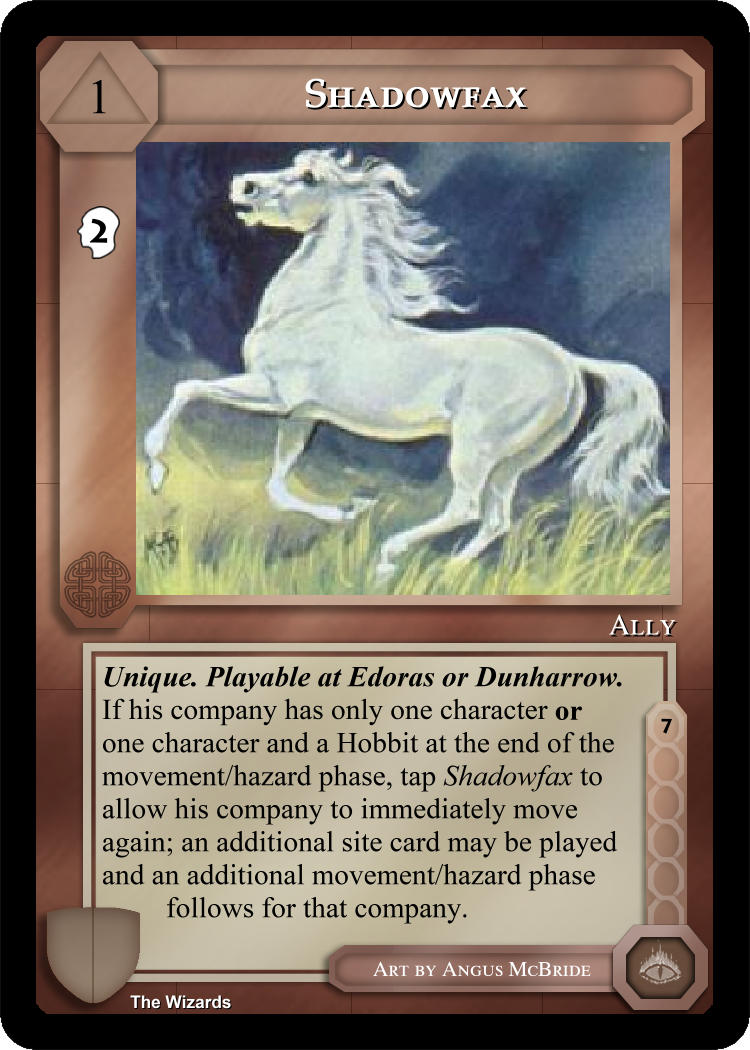 1
Shadowfax
2
Ally
Unique. Playable at Edoras or Dunharrow.
If his company has only one character or
one character and a Hobbit at the end of the
movement/hazard phase, tap Shadowfax to
allow his company to immediately move
again; an additional site card may be played
and an additional movement/hazard phase
follows for that company.
7
Art by Angus McBride
The Wizards